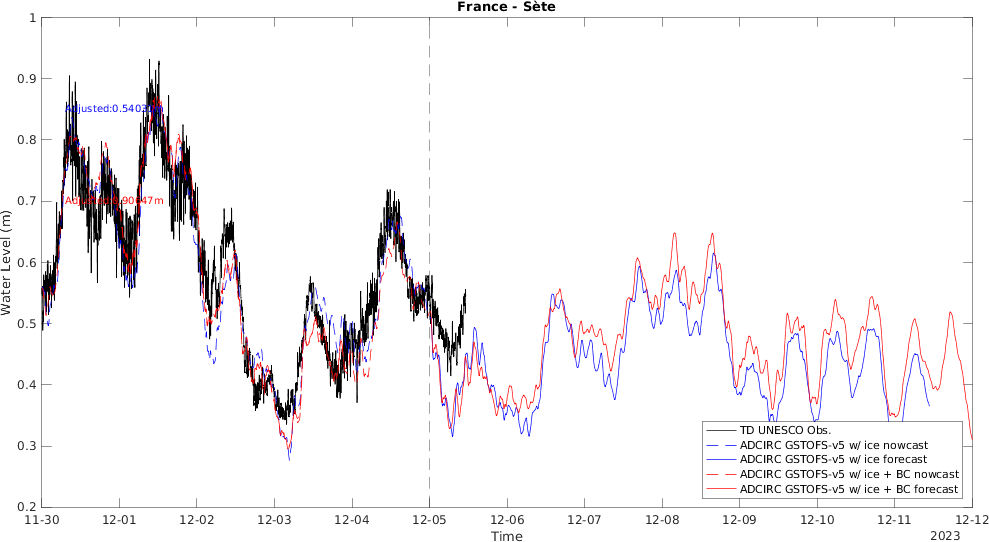 France - Sète
Water Level (m)
1
0.9
0.8
0.7
0.6
0.5
0.4
0.3
0.2
TD UNESCO Obs.
ADCIRC GSTOFS-v5 w/ ice nowcast
ADCIRC GSTOFS-v5 w/ ice forecast
ADCIRC GSTOFS-v5 w/ ice + BC nowcast
ADCIRC GSTOFS-v5 w/ ice + BC forecast
11-30 12-01 12-02 12-03 12-04 12-05 12-06 12-07 12-08 12-09 12-10 12-11 12-12
Time
2023